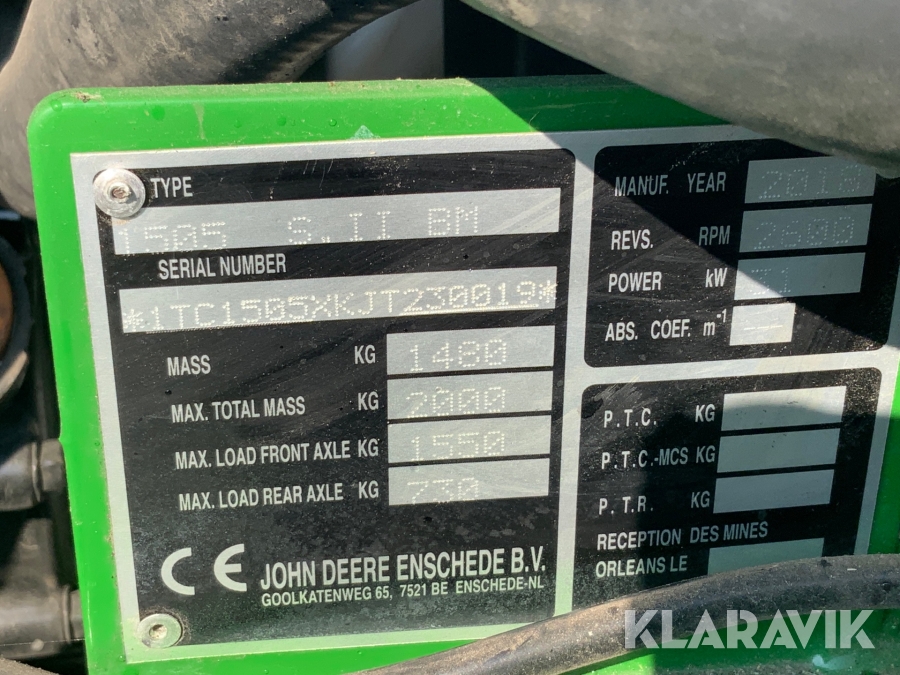 TYPE
1505 S.II BM
SERIAL NUMBER
*1TC1505XKJT230019*
MASS KG 1480
MAX. TOTAL MASS KG 2000
MAX. LOAD FRONT AXLE KG 1550
MAX. LOAD REAR AXLE KG 730
CE JOHN DEERE ENSCHEDE B.V.
GOOLKATENWEG 65, 7521 BE ENSCHEDE-NL
MANUF. YEAR
REVS. RPM
POWER kW
ABS. COEF. m-1
P.T.C. KG
P.T.C.-MCS KG
P.T.R. KG
RECEPTION DES MINES
ORLEANS LE
KLARAVIK